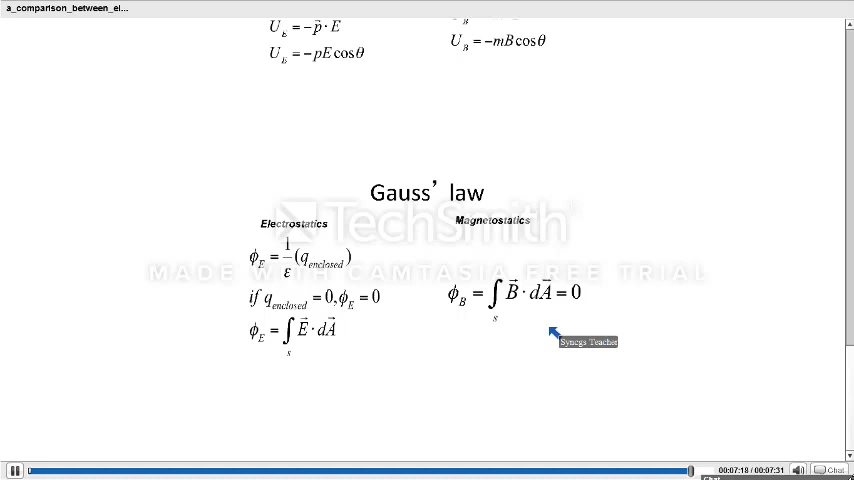 a_comparison_between_el...
U_E = −p⃗ · E
U_E = −pE cosθ
U_B = −mB cosθ
Gauss' law
TechSmith
MADE WITH CAMTASIA FREE TRIAL
Electrostatics
ϕ_E = 1/ε (q_enclosed)
if q_enclosed = 0, ϕ_E = 0
ϕ_E = ∫_s E⃗ · dA⃗
Magnetostatics
ϕ_B = ∫_s B⃗ · dA⃗ = 0
Syncgs Teacher
00:07:18 / 00:07:31
Chat
Chat